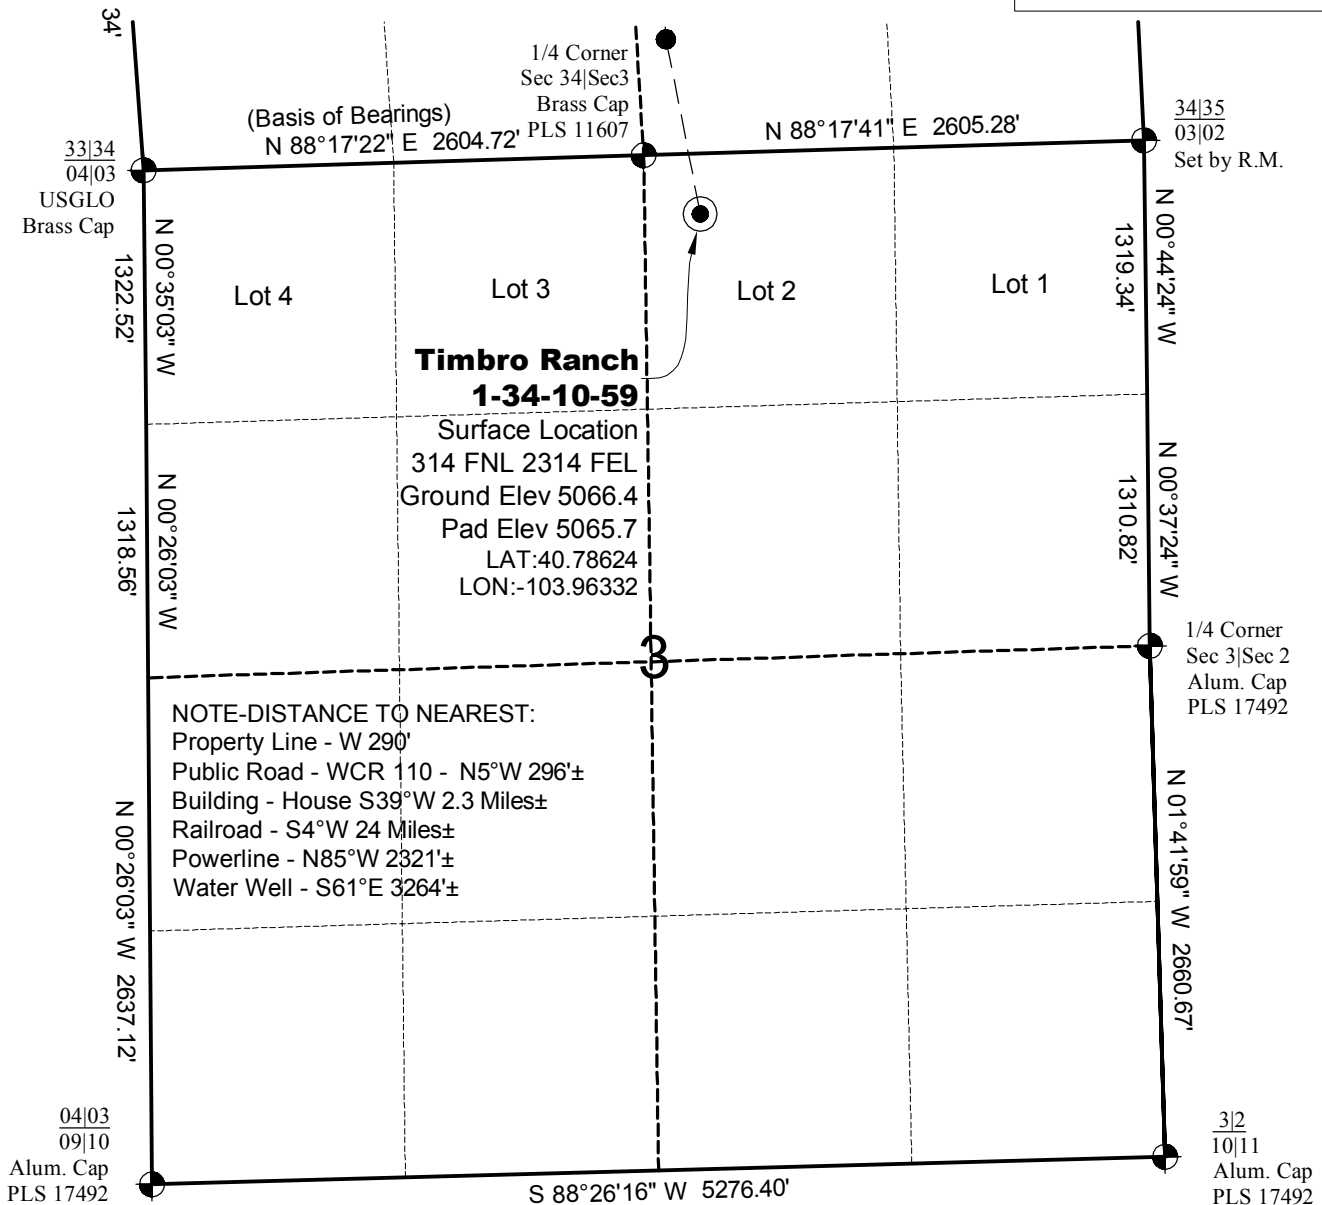 34'
1/4 Corner
Sec 34|Sec3
Brass Cap
PLS 11607
(Basis of Bearings)
N 88°17'22" E 2604.72'
N 88°17'41" E 2605.28'
34|35
03|02
Set by R.M.
33|34
04|03
USGLO
Brass Cap
N 00°35'03" W
1322.52'
N 00°44'24" W
1319.34'
Lot 4
Lot 3
Lot 2
Lot 1
Timbro Ranch
1-34-10-59
Surface Location
314 FNL 2314 FEL
Ground Elev 5066.4
Pad Elev 5065.7
LAT:40.78624
LON:-103.96332
N 00°26'03" W
1318.56'
N 00°37'24" W
1310.82'
3
1/4 Corner
Sec 3|Sec 2
Alum. Cap
PLS 17492
NOTE-DISTANCE TO NEAREST:
Property Line - W 290'
Public Road - WCR 110 - N5°W 296'±
Building - House S39°W 2.3 Miles±
Railroad - S4°W 24 Miles±
Powerline - N85°W 2321'±
Water Well - S61°E 3264'±
N 00°26'03" W 2637.12'
N 01°41'59" W 2660.67'
04|03
09|10
Alum. Cap
PLS 17492
S 88°26'16" W 5276.40'
3|2
10|11
Alum. Cap
PLS 17492